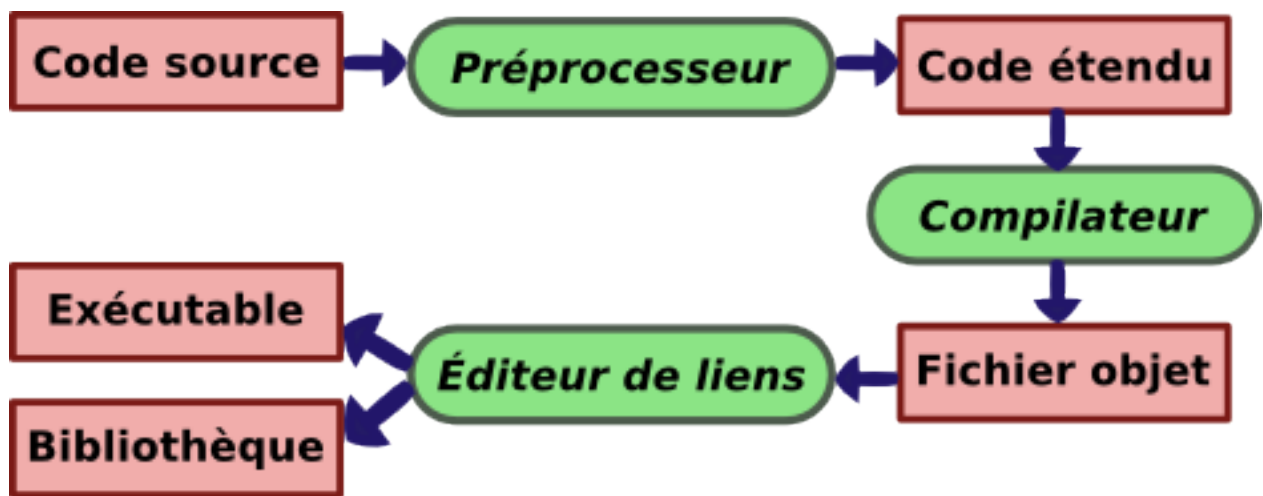 Code source
Préprocesseur
Code étendu
Compilateur
Fichier objet
Éditeur de liens
Exécutable
Bibliothèque